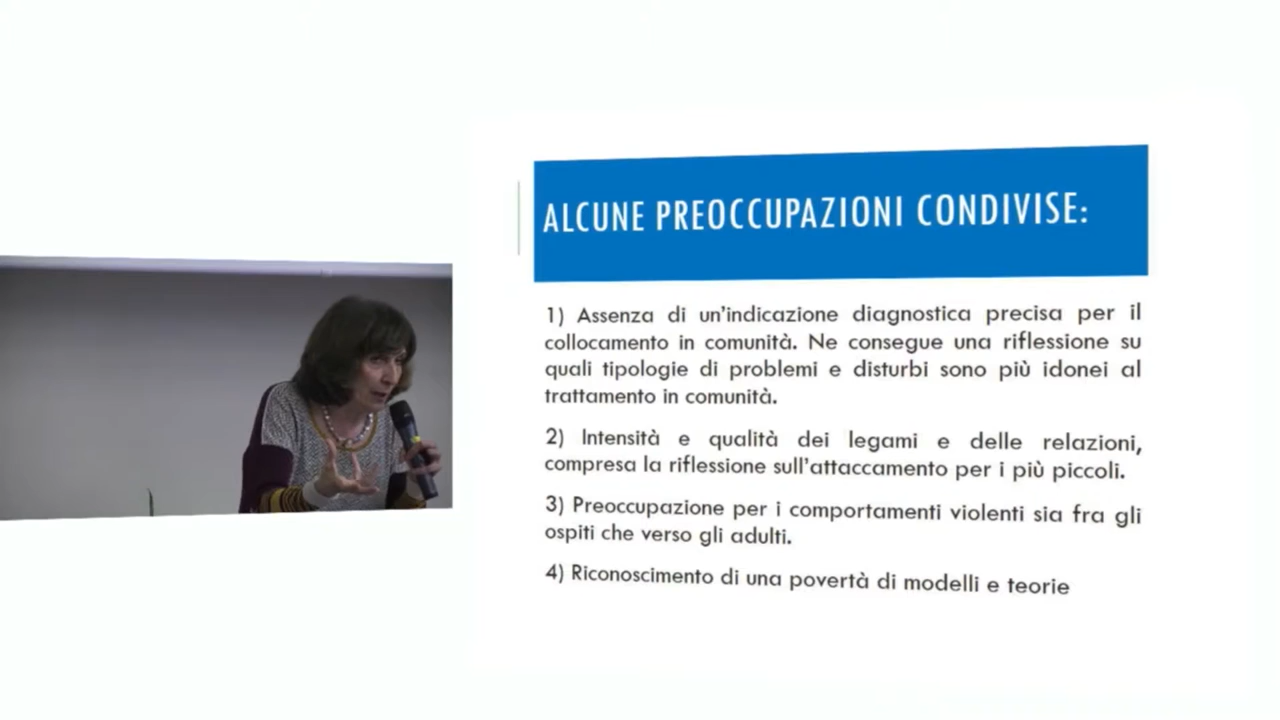 ALCUNE PREOCCUPAZIONI CONDIVISE:
1) Assenza di un'indicazione diagnostica precisa per il
collocamento in comunità. Ne consegue una riflessione su
quali tipologie di problemi e disturbi sono più idonei al
trattamento in comunità.
2) Intensità e qualità dei legami e delle relazioni,
compresa la riflessione sull'attaccamento per i più piccoli.
3) Preoccupazione per i comportamenti violenti sia fra gli
ospiti che verso gli adulti.
4) Riconoscimento di una povertà di modelli e teorie